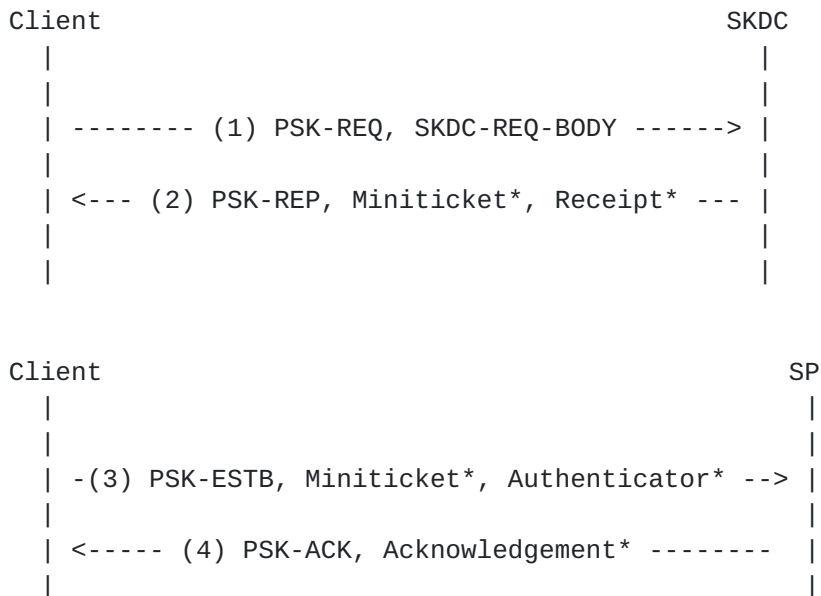 Client SKDC
| |
| |
| -------- (1) PSK-REQ, SKDC-REQ-BODY ------> |
| |
| <--- (2) PSK-REP, Miniticket*, Receipt* --- |
| |
| |
Client SP
| |
| |
| -(3) PSK-ESTB, Miniticket*, Authenticator* --> |
| |
| <----- (4) PSK-ACK, Acknowledgement* -------- |
| |